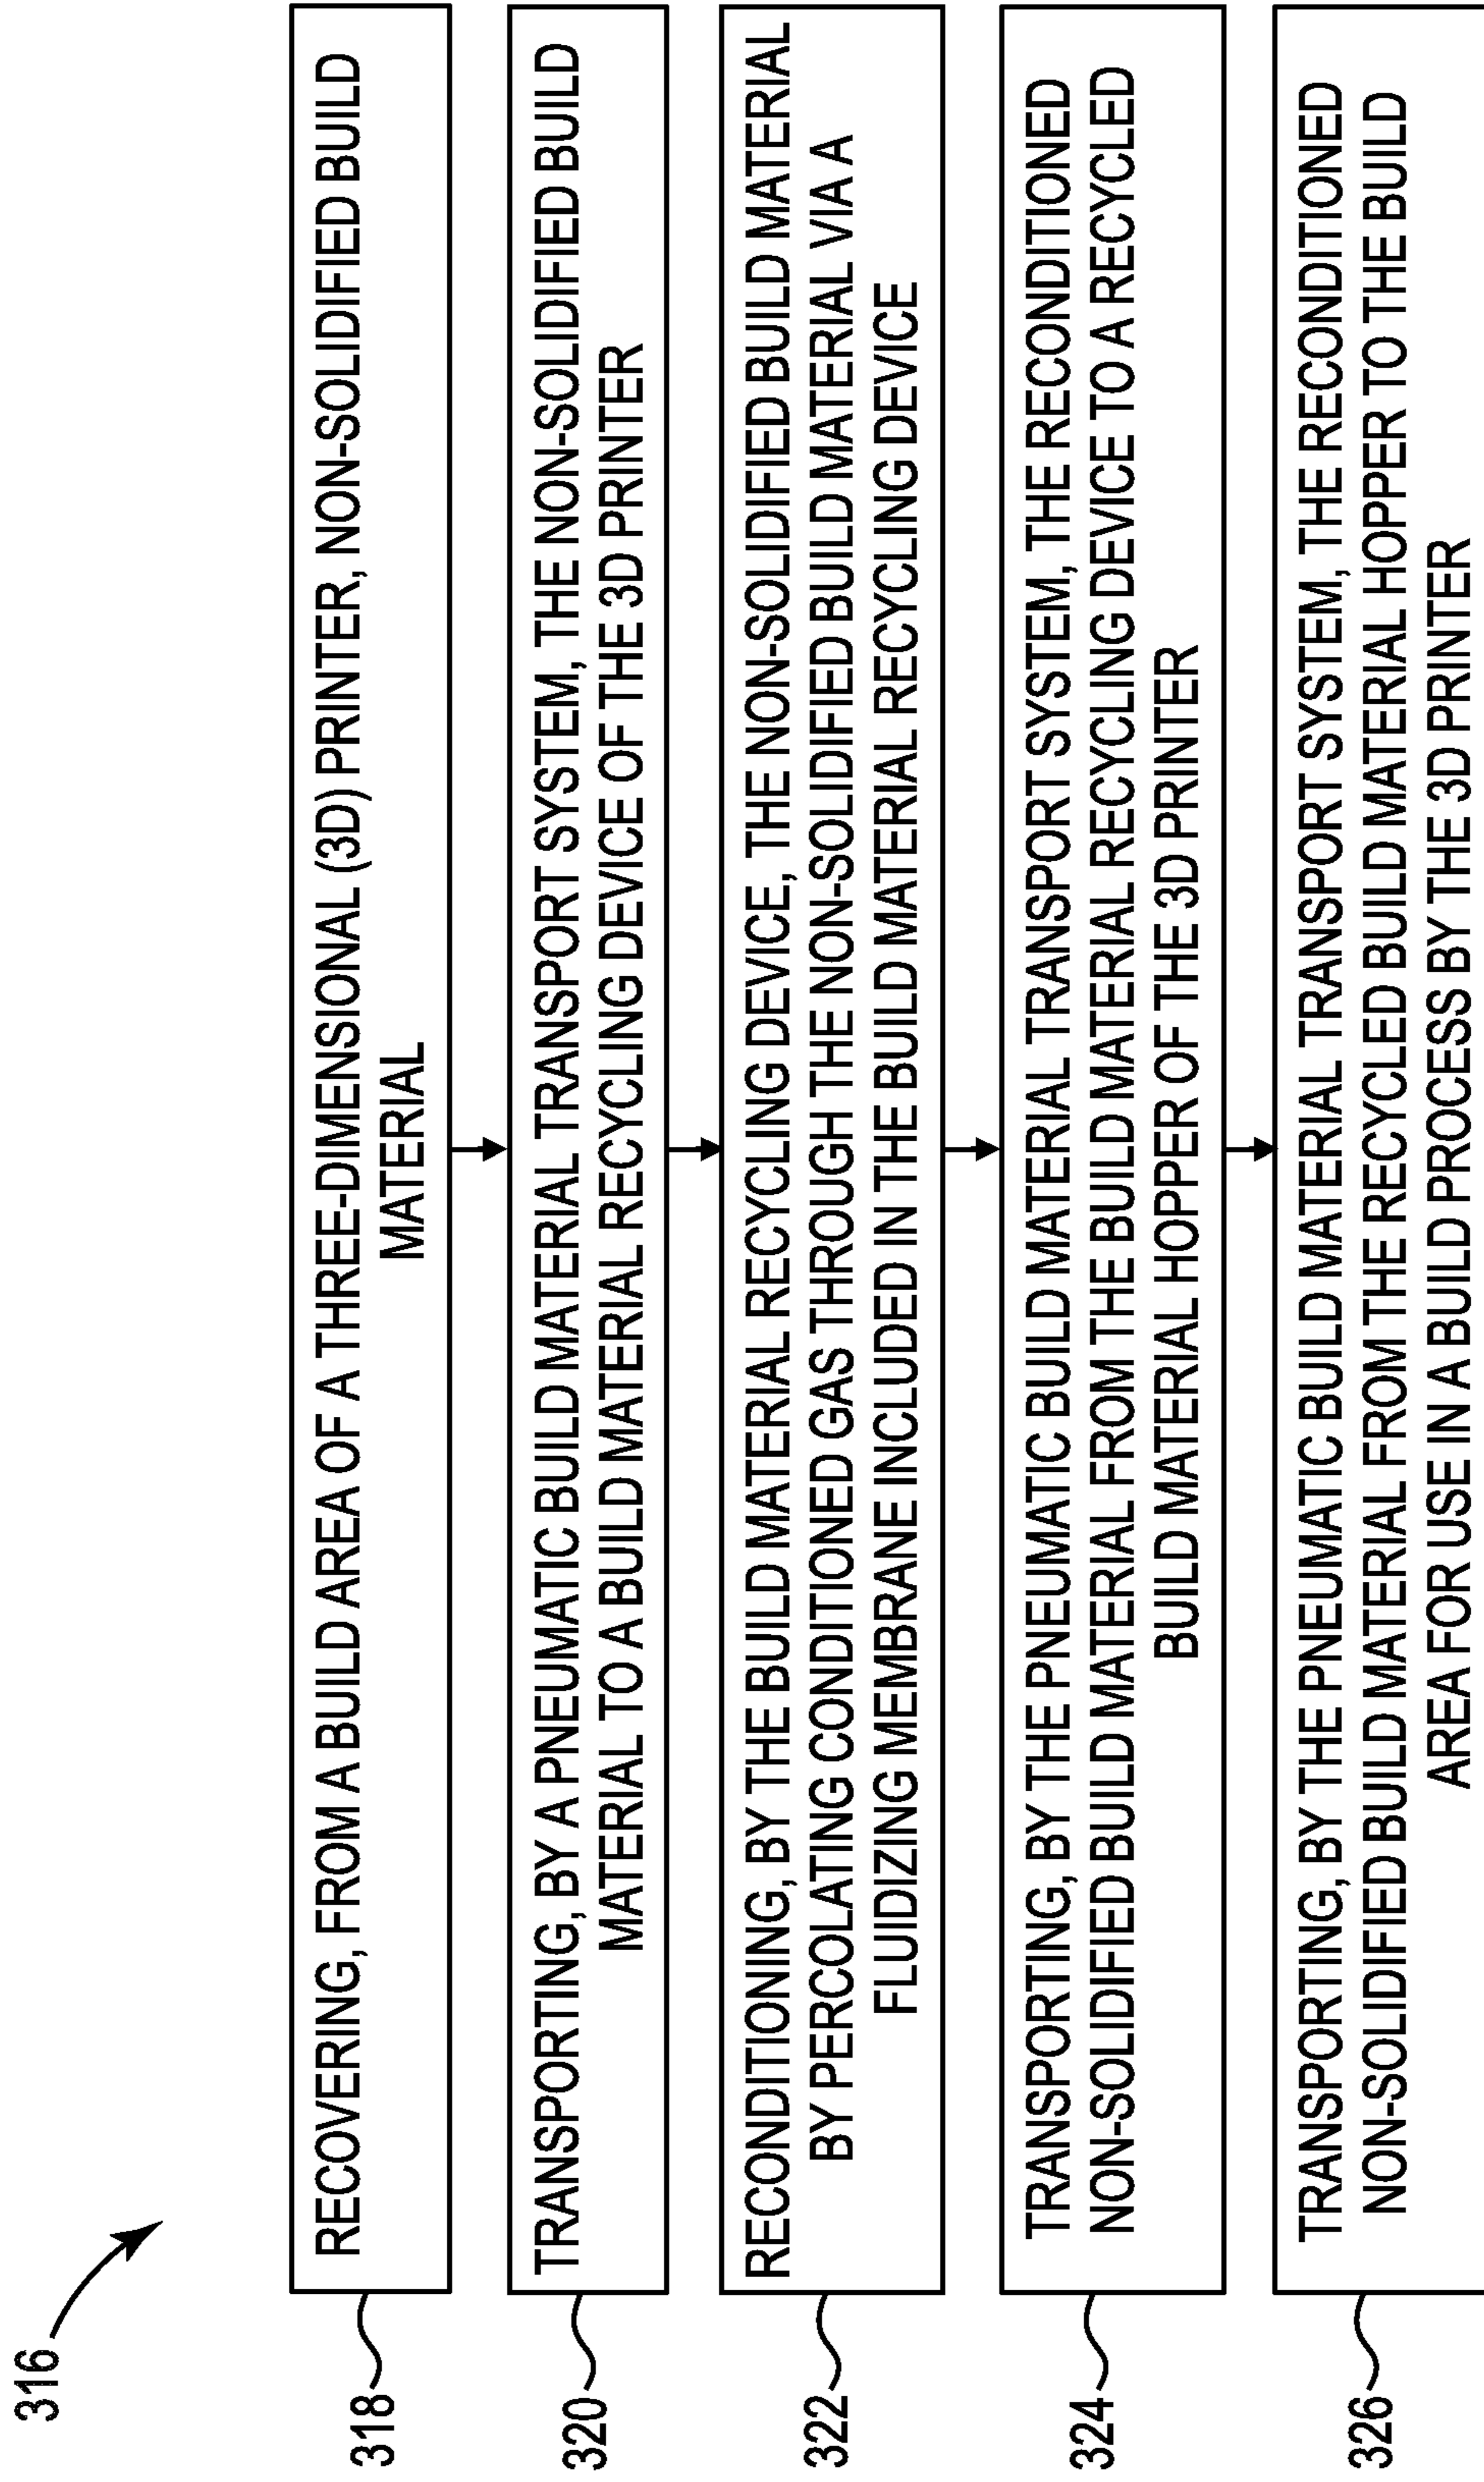 316
318
RECOVERING, FROM A BUILD AREA OF A THREE-DIMENSIONAL (3D) PRINTER, NON-SOLIDIFIED BUILD
MATERIAL
320
TRANSPORTING, BY A PNEUMATIC BUILD MATERIAL TRANSPORT SYSTEM, THE NON-SOLIDIFIED BUILD
MATERIAL TO A BUILD MATERIAL RECYCLING DEVICE OF THE 3D PRINTER
322
RECONDITIONING, BY THE BUILD MATERIAL RECYCLING DEVICE, THE NON-SOLIDIFIED BUILD MATERIAL
BY PERCOLATING CONDITIONED GAS THROUGH THE NON-SOLIDIFIED BUILD MATERIAL VIA A
FLUIDIZING MEMBRANE INCLUDED IN THE BUILD MATERIAL RECYCLING DEVICE
324
TRANSPORTING, BY THE PNEUMATIC BUILD MATERIAL TRANSPORT SYSTEM, THE RECONDITIONED
NON-SOLIDIFIED BUILD MATERIAL FROM THE BUILD MATERIAL RECYCLING DEVICE TO A RECYCLED
BUILD MATERIAL HOPPER OF THE 3D PRINTER
326
TRANSPORTING, BY THE PNEUMATIC BUILD MATERIAL TRANSPORT SYSTEM, THE RECONDITIONED
NON-SOLIDIFIED BUILD MATERIAL FROM THE RECYCLED BUILD MATERIAL HOPPER TO THE BUILD
AREA FOR USE IN A BUILD PROCESS BY THE 3D PRINTER